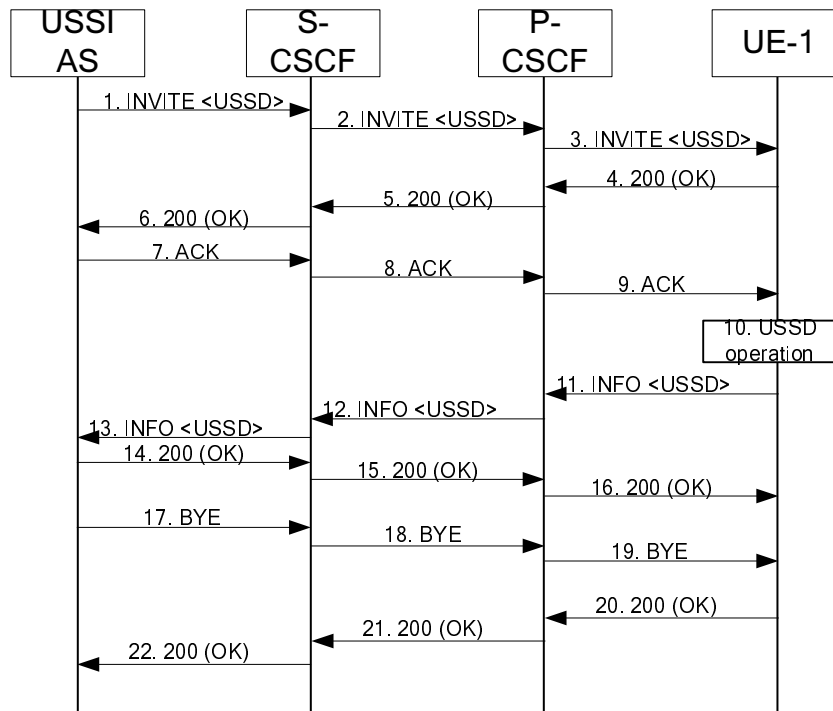 USSI
AS
S-
CSCF
P-
CSCF
UE-1
1. INVITE <USSD>
2. INVITE <USSD>
3. INVITE <USSD>
4. 200 (OK)
5. 200 (OK)
6. 200 (OK)
7. ACK
8. ACK
9. ACK
10. USSD
operation
11. INFO <USSD>
12. INFO <USSD>
13. INFO <USSD>
14. 200 (OK)
15. 200 (OK)
16. 200 (OK)
17. BYE
18. BYE
19. BYE
20. 200 (OK)
21. 200 (OK)
22. 200 (OK)